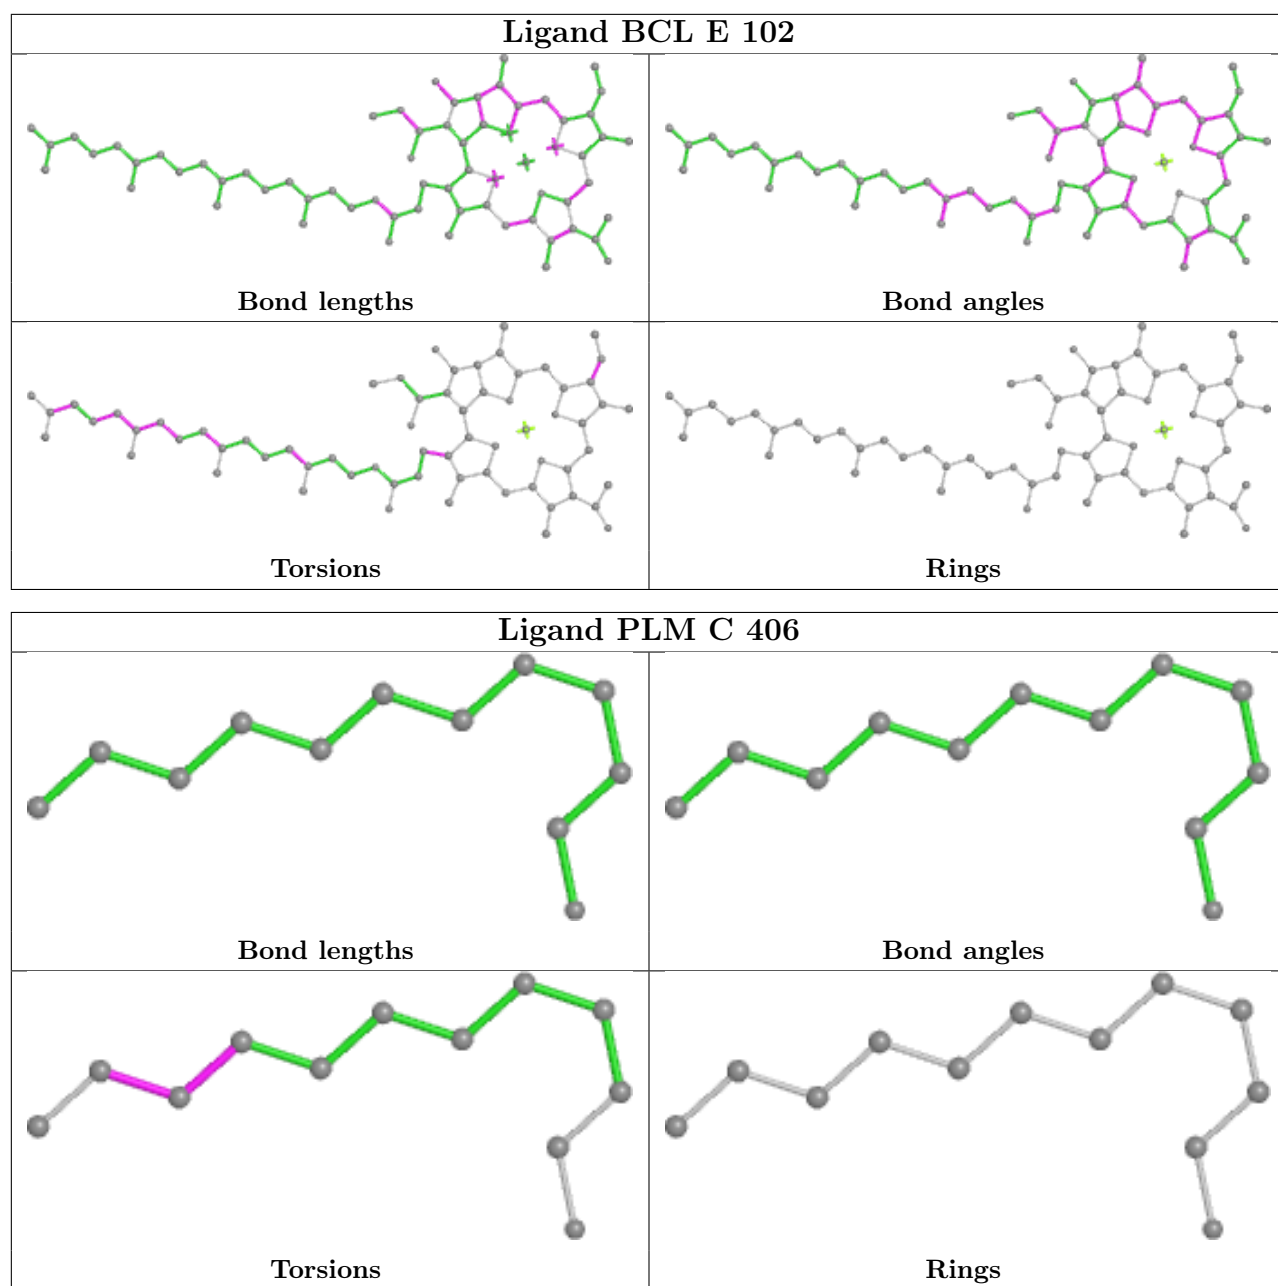 Ligand BCL E 102
Bond lengths
Bond angles
Torsions
Rings
Ligand PLM C 406
Bond lengths
Bond angles
Torsions
Rings